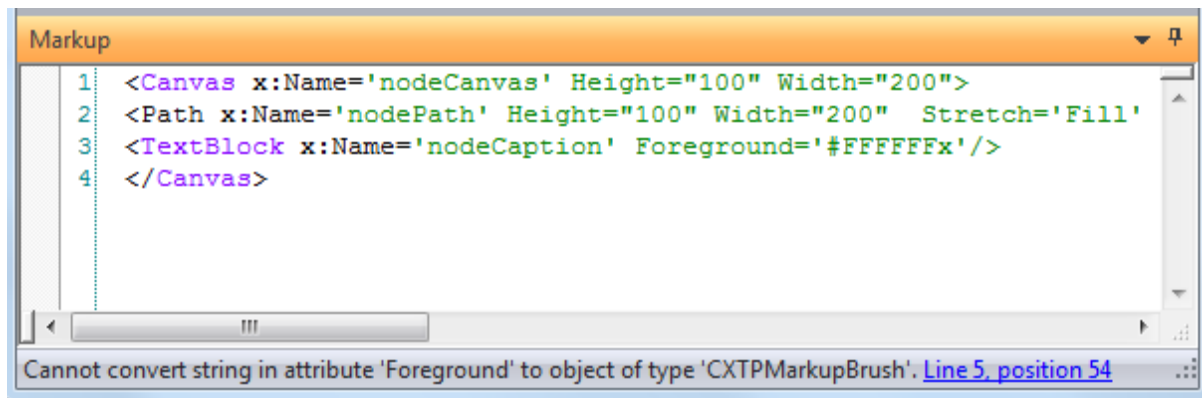 Markup
1 <Canvas x:Name='nodeCanvas' Height="100" Width="200">
2 <Path x:Name='nodePath' Height="100" Width="200"  Stretch='Fill'
3 <TextBlock x:Name='nodeCaption' Foreground='#FFFFFFx'/>
4 </Canvas>
Cannot convert string in attribute 'Foreground' to object of type 'CXTPMarkupBrush'. Line 5, position 54